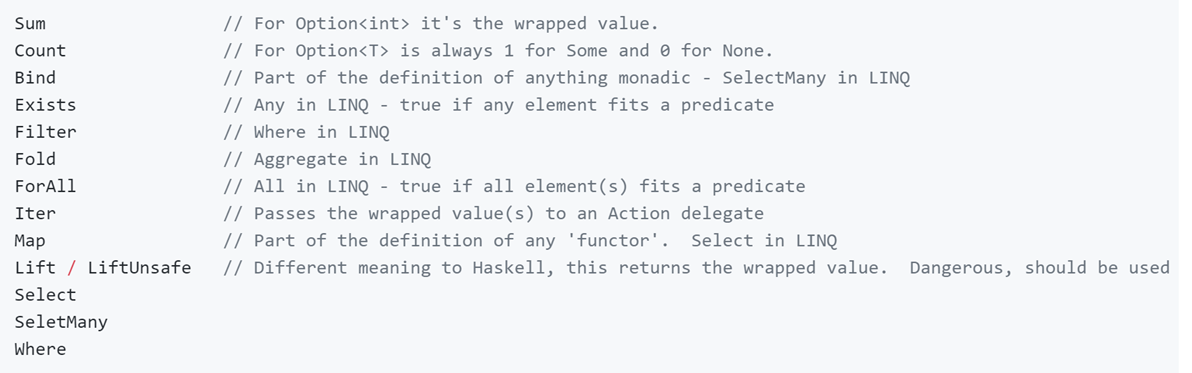 Sum // For Option<int> it's the wrapped value.
Count // For Option<T> is always 1 for Some and 0 for None.
Bind // Part of the definition of anything monadic - SelectMany in LINQ
Exists // Any in LINQ - true if any element fits a predicate
Filter // Where in LINQ
Fold // Aggregate in LINQ
ForAll // All in LINQ - true if all element(s) fits a predicate
Iter // Passes the wrapped value(s) to an Action delegate
Map // Part of the definition of any 'functor'.  Select in LINQ
Lift / LiftUnsafe // Different meaning to Haskell, this returns the wrapped value.  Dangerous, should be used
Select
SeletMany
Where